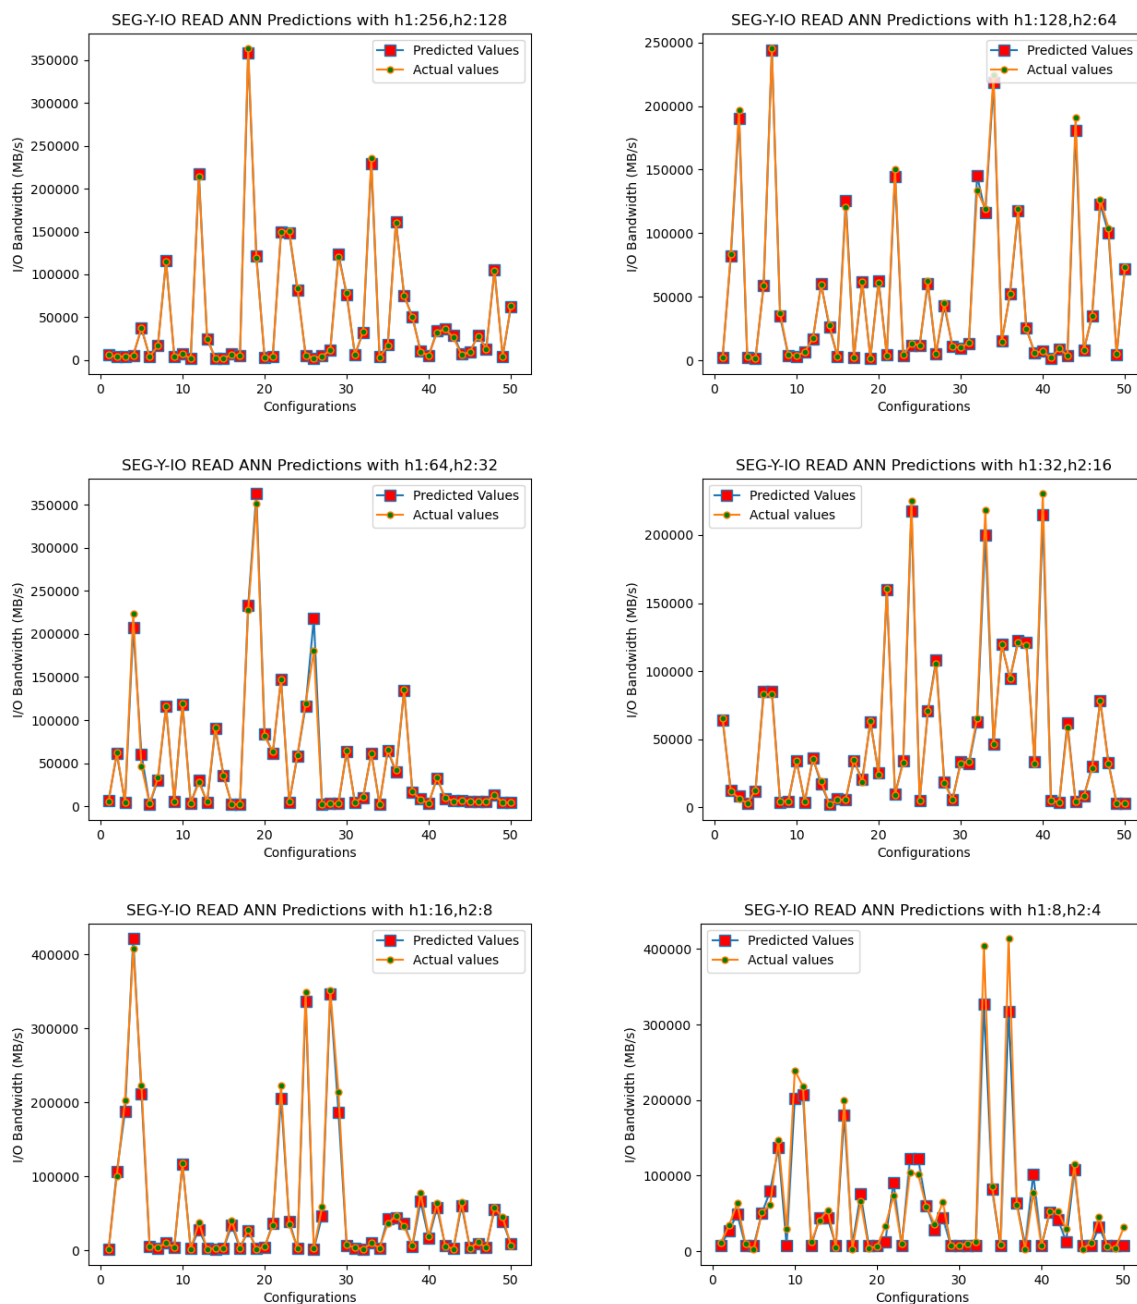 SEG-Y-IO READ ANN Predictions with h1:256,h2:128
Predicted Values
Actual values
350000
300000
250000
200000
150000
100000
50000
0
I/O Bandwidth (MB/s)
0 10 20 30 40 50
Configurations
SEG-Y-IO READ ANN Predictions with h1:128,h2:64
Predicted Values
Actual values
250000
200000
150000
100000
50000
0
I/O Bandwidth (MB/s)
0 10 20 30 40 50
Configurations
SEG-Y-IO READ ANN Predictions with h1:64,h2:32
Predicted Values
Actual values
350000
300000
250000
200000
150000
100000
50000
0
I/O Bandwidth (MB/s)
0 10 20 30 40 50
Configurations
SEG-Y-IO READ ANN Predictions with h1:32,h2:16
Predicted Values
Actual values
200000
150000
100000
50000
0
I/O Bandwidth (MB/s)
0 10 20 30 40 50
Configurations
SEG-Y-IO READ ANN Predictions with h1:16,h2:8
Predicted Values
Actual values
400000
300000
200000
100000
0
I/O Bandwidth (MB/s)
0 10 20 30 40 50
Configurations
SEG-Y-IO READ ANN Predictions with h1:8,h2:4
Predicted Values
Actual values
400000
300000
200000
100000
0
I/O Bandwidth (MB/s)
0 10 20 30 40 50
Configurations